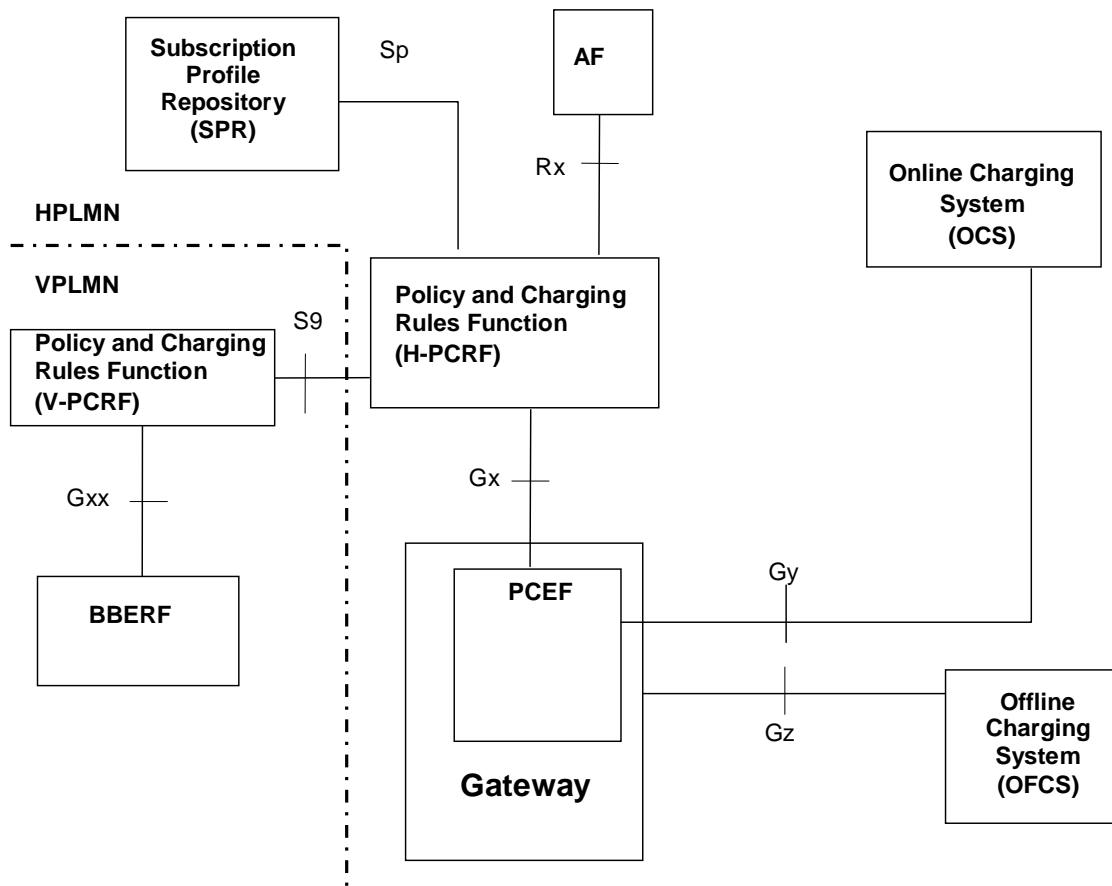 Subscription
Profile
Repository
(SPR)
Sp
AF
Rx
Online Charging
System
(OCS)
HPLMN
VPLMN
Policy and Charging
Rules Function
(H-PCRF)
S9
Policy and Charging
Rules Function
(V-PCRF)
Gx
Gxx
BBERF
PCEF
Gy
Gz
Offline
Charging
System
(OFCS)
Gateway